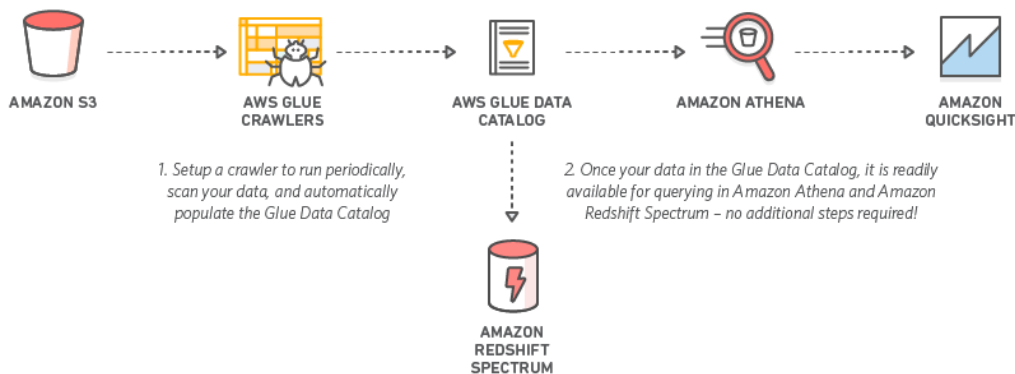 AMAZON S3
AWS GLUE
CRAWLERS
AWS GLUE DATA
CATALOG
AMAZON ATHENA
AMAZON
QUICKSIGHT
1. Setup a crawler to run periodically,
scan your data, and automatically
populate the Glue Data Catalog
2. Once your data in the Glue Data Catalog, it is readily
available for querying in Amazon Athena and Amazon
Redshift Spectrum – no additional steps required!
AMAZON
REDSHIFT
SPECTRUM